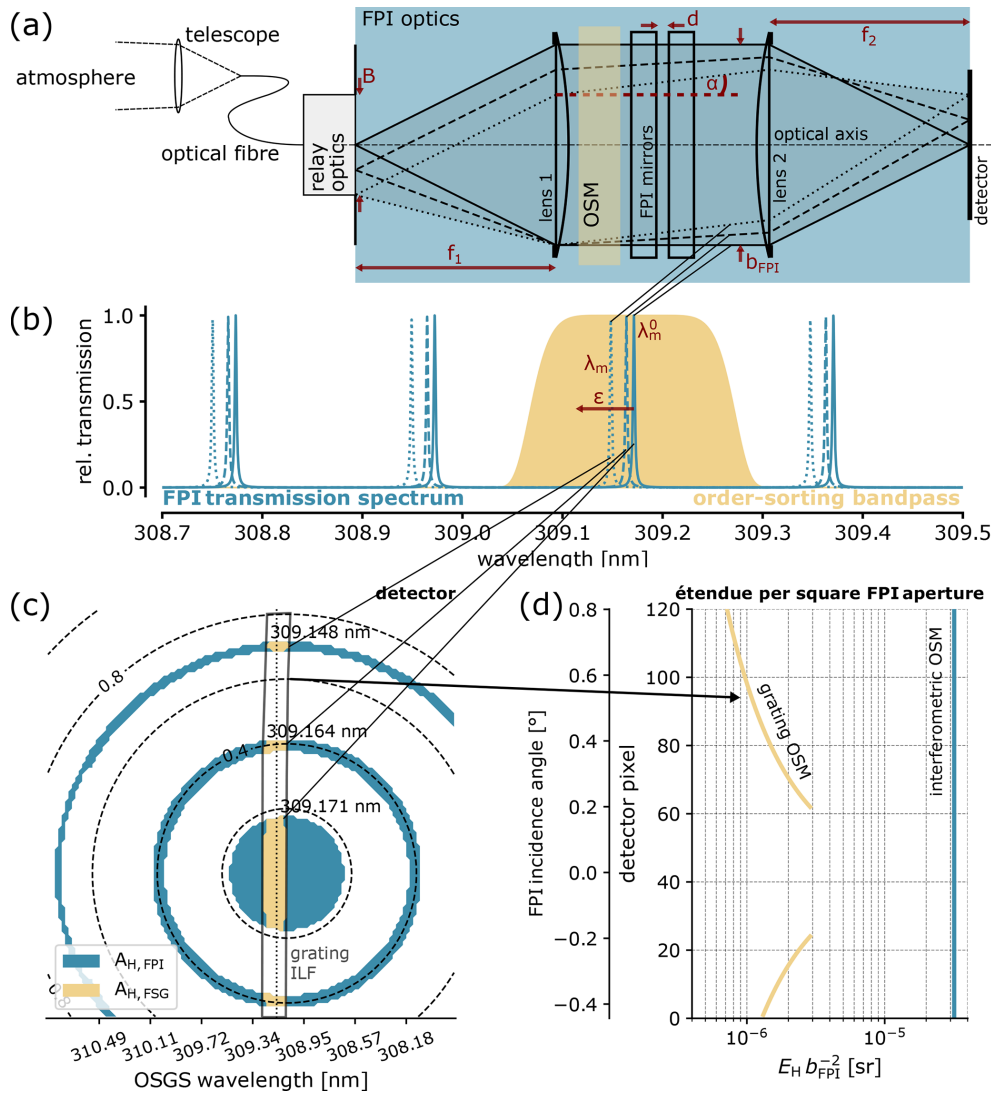 (a)
FPI optics
telescope
atmosphere
optical fibre
relay
optics
B
f1
lens 1
OSM
FPI mirrors
d
α
optical axis
lens 2
bFPI
f2
detector
(b)
rel. transmission
1.0
0.5
0.0
λm
λm0
ε
FPI transmission spectrum
order-sorting bandpass
308.7 308.8 308.9 309.0 309.1 309.2 309.3 309.4 309.5
wavelength [nm]
(c)
detector
309.148 nm
309.164 nm
309.171 nm
0.8
0.4
0.8
grating
ILF
AH, FPI
AH, FSG
310.49 310.11 309.72 309.34 308.95 308.57 308.18
OSGS wavelength [nm]
(d)
étendue per square FPI aperture
FPI incidence angle [°]
0.8
0.6
0.4
0.2
0.0
−0.2
−0.4
detector pixel
120
100
80
60
40
20
0
grating OSM
interferometric OSM
10−6 10−5
EH bFPI−2 [sr]